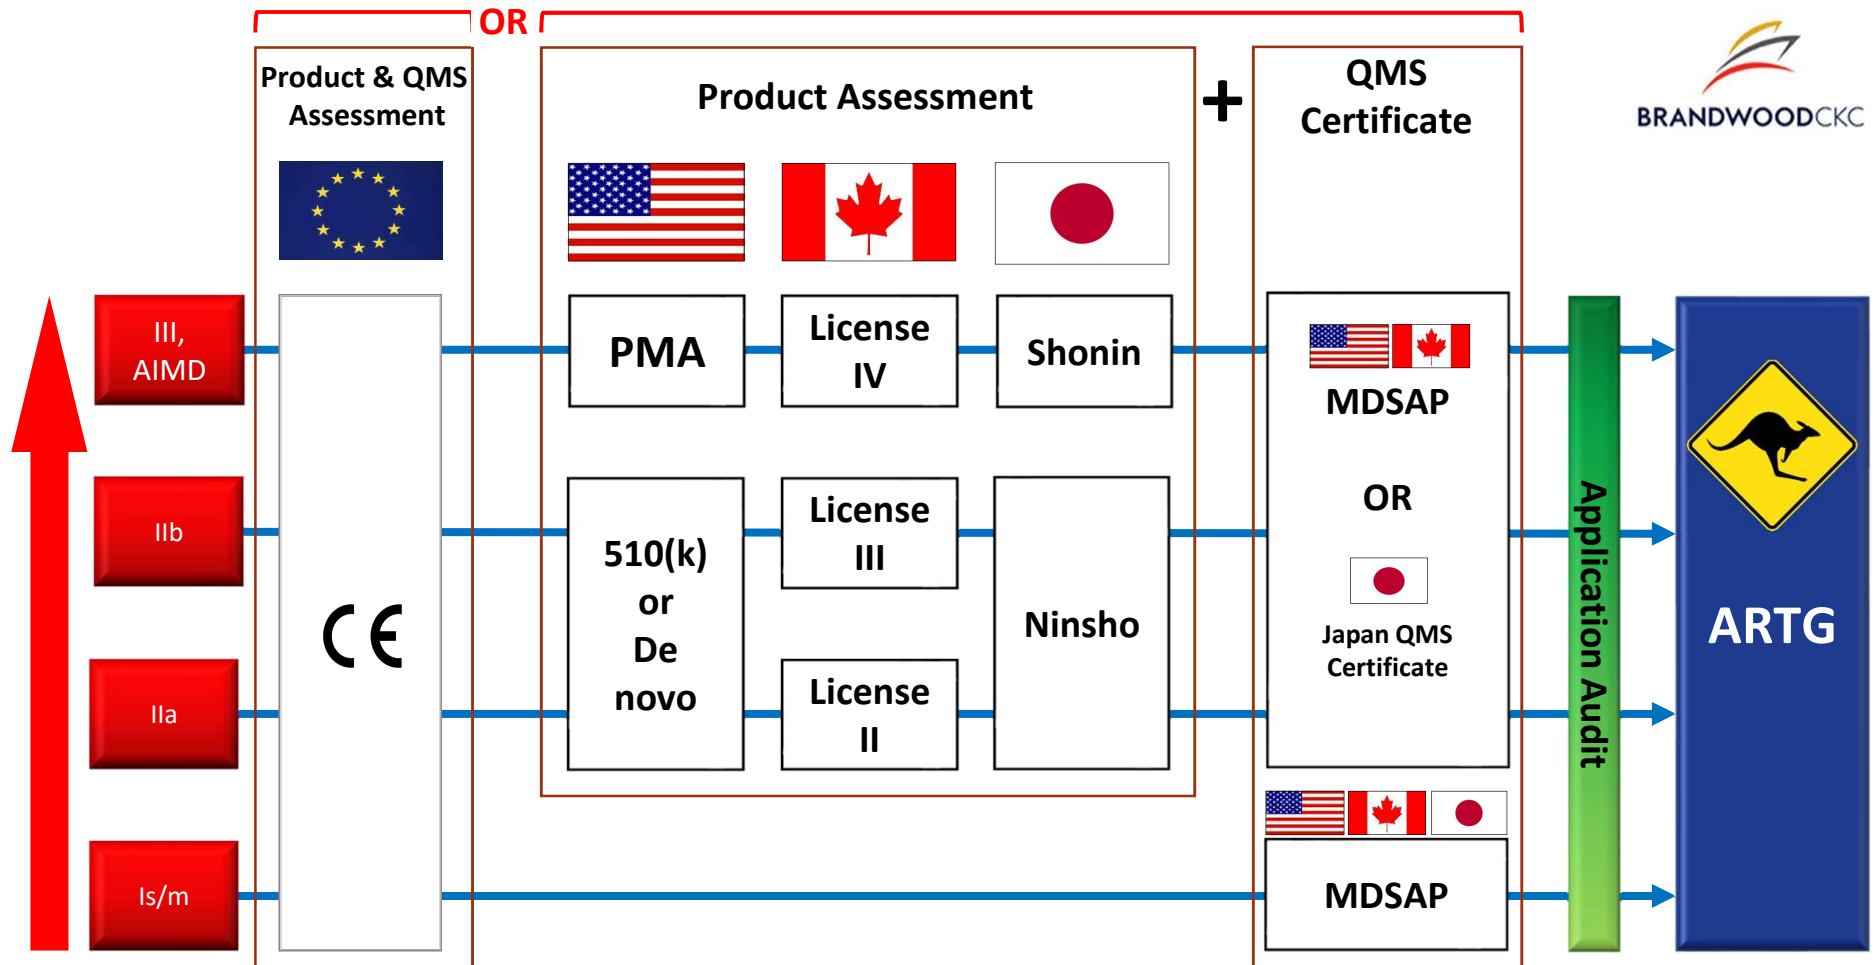 OR
Product & QMS
Assessment
Product Assessment
+
QMS
Certificate
BRANDWOODCKC
III,
AIMD
PMA
License
IV
Shonin
MDSAP
OR
Japan QMS
Certificate
IIb
510(k)
or
De
novo
License
III
Ninsho
CE
IIa
License
II
Is/m
MDSAP
Application Audit
ARTG